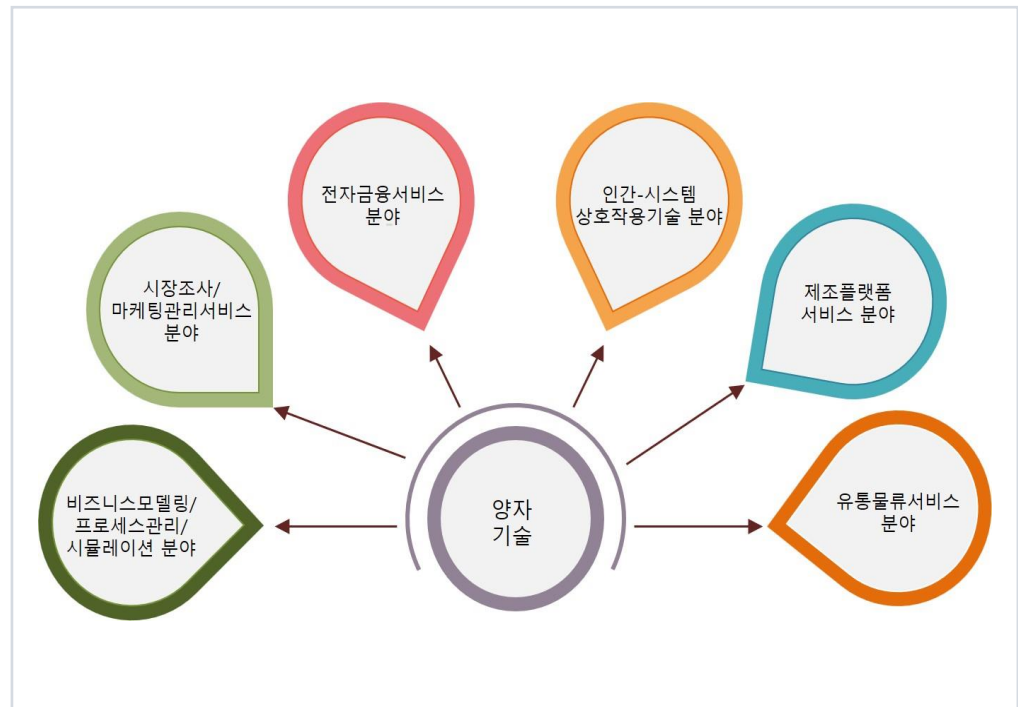 전자금융서비스
분야
인간-시스템
상호작용기술 분야
시장조사/
마케팅관리서비스
분야
제조플랫폼
서비스 분야
비즈니스모델링/
프로세스관리/
시뮬레이션 분야
양자
기술
유통물류서비스
분야